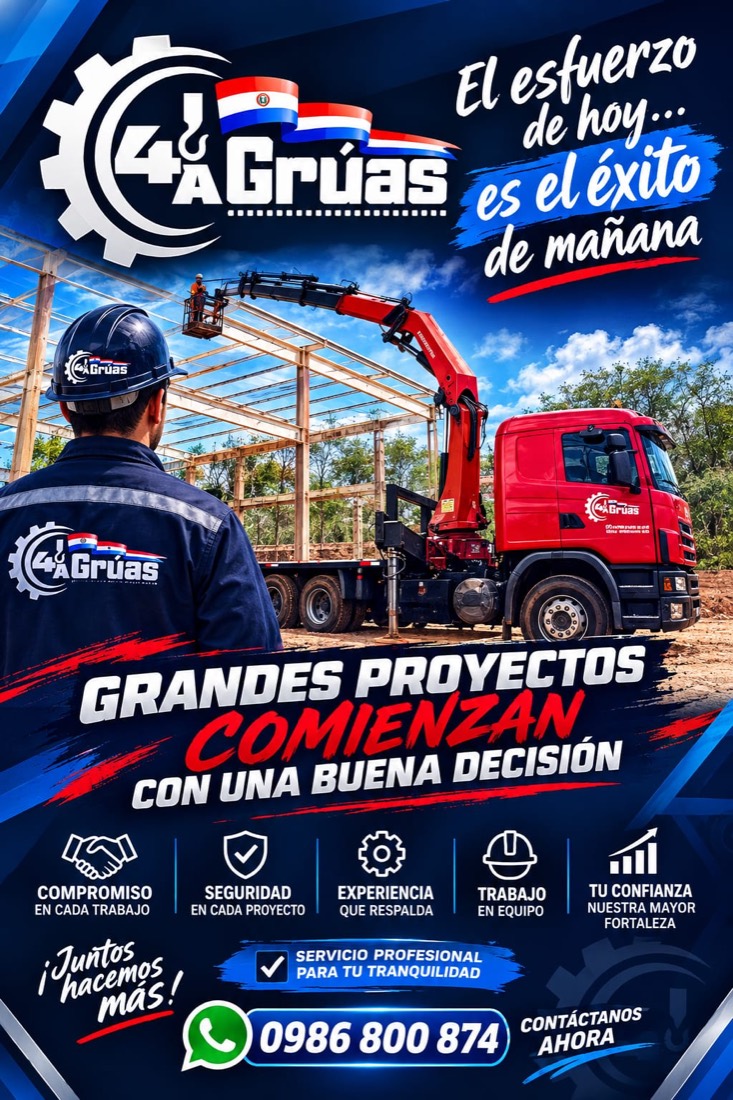 4A Grúas
El esfuerzo
de hoy...
es el éxito
de mañana
4A Grúas
4A Grúas
4A Grúas
GRANDES PROYECTOS
COMIENZAN
CON UNA BUENA DECISIÓN
COMPROMISO
EN CADA TRABAJO
SEGURIDAD
EN CADA PROYECTO
EXPERIENCIA
QUE RESPALDA
TRABAJO
EN EQUIPO
TU CONFIANZA
NUESTRA MAYOR
FORTALEZA
¡Juntos
hacemos
más!
SERVICIO PROFESIONAL
PARA TU TRANQUILIDAD
0986 800 874
CONTÁCTANOS
AHORA